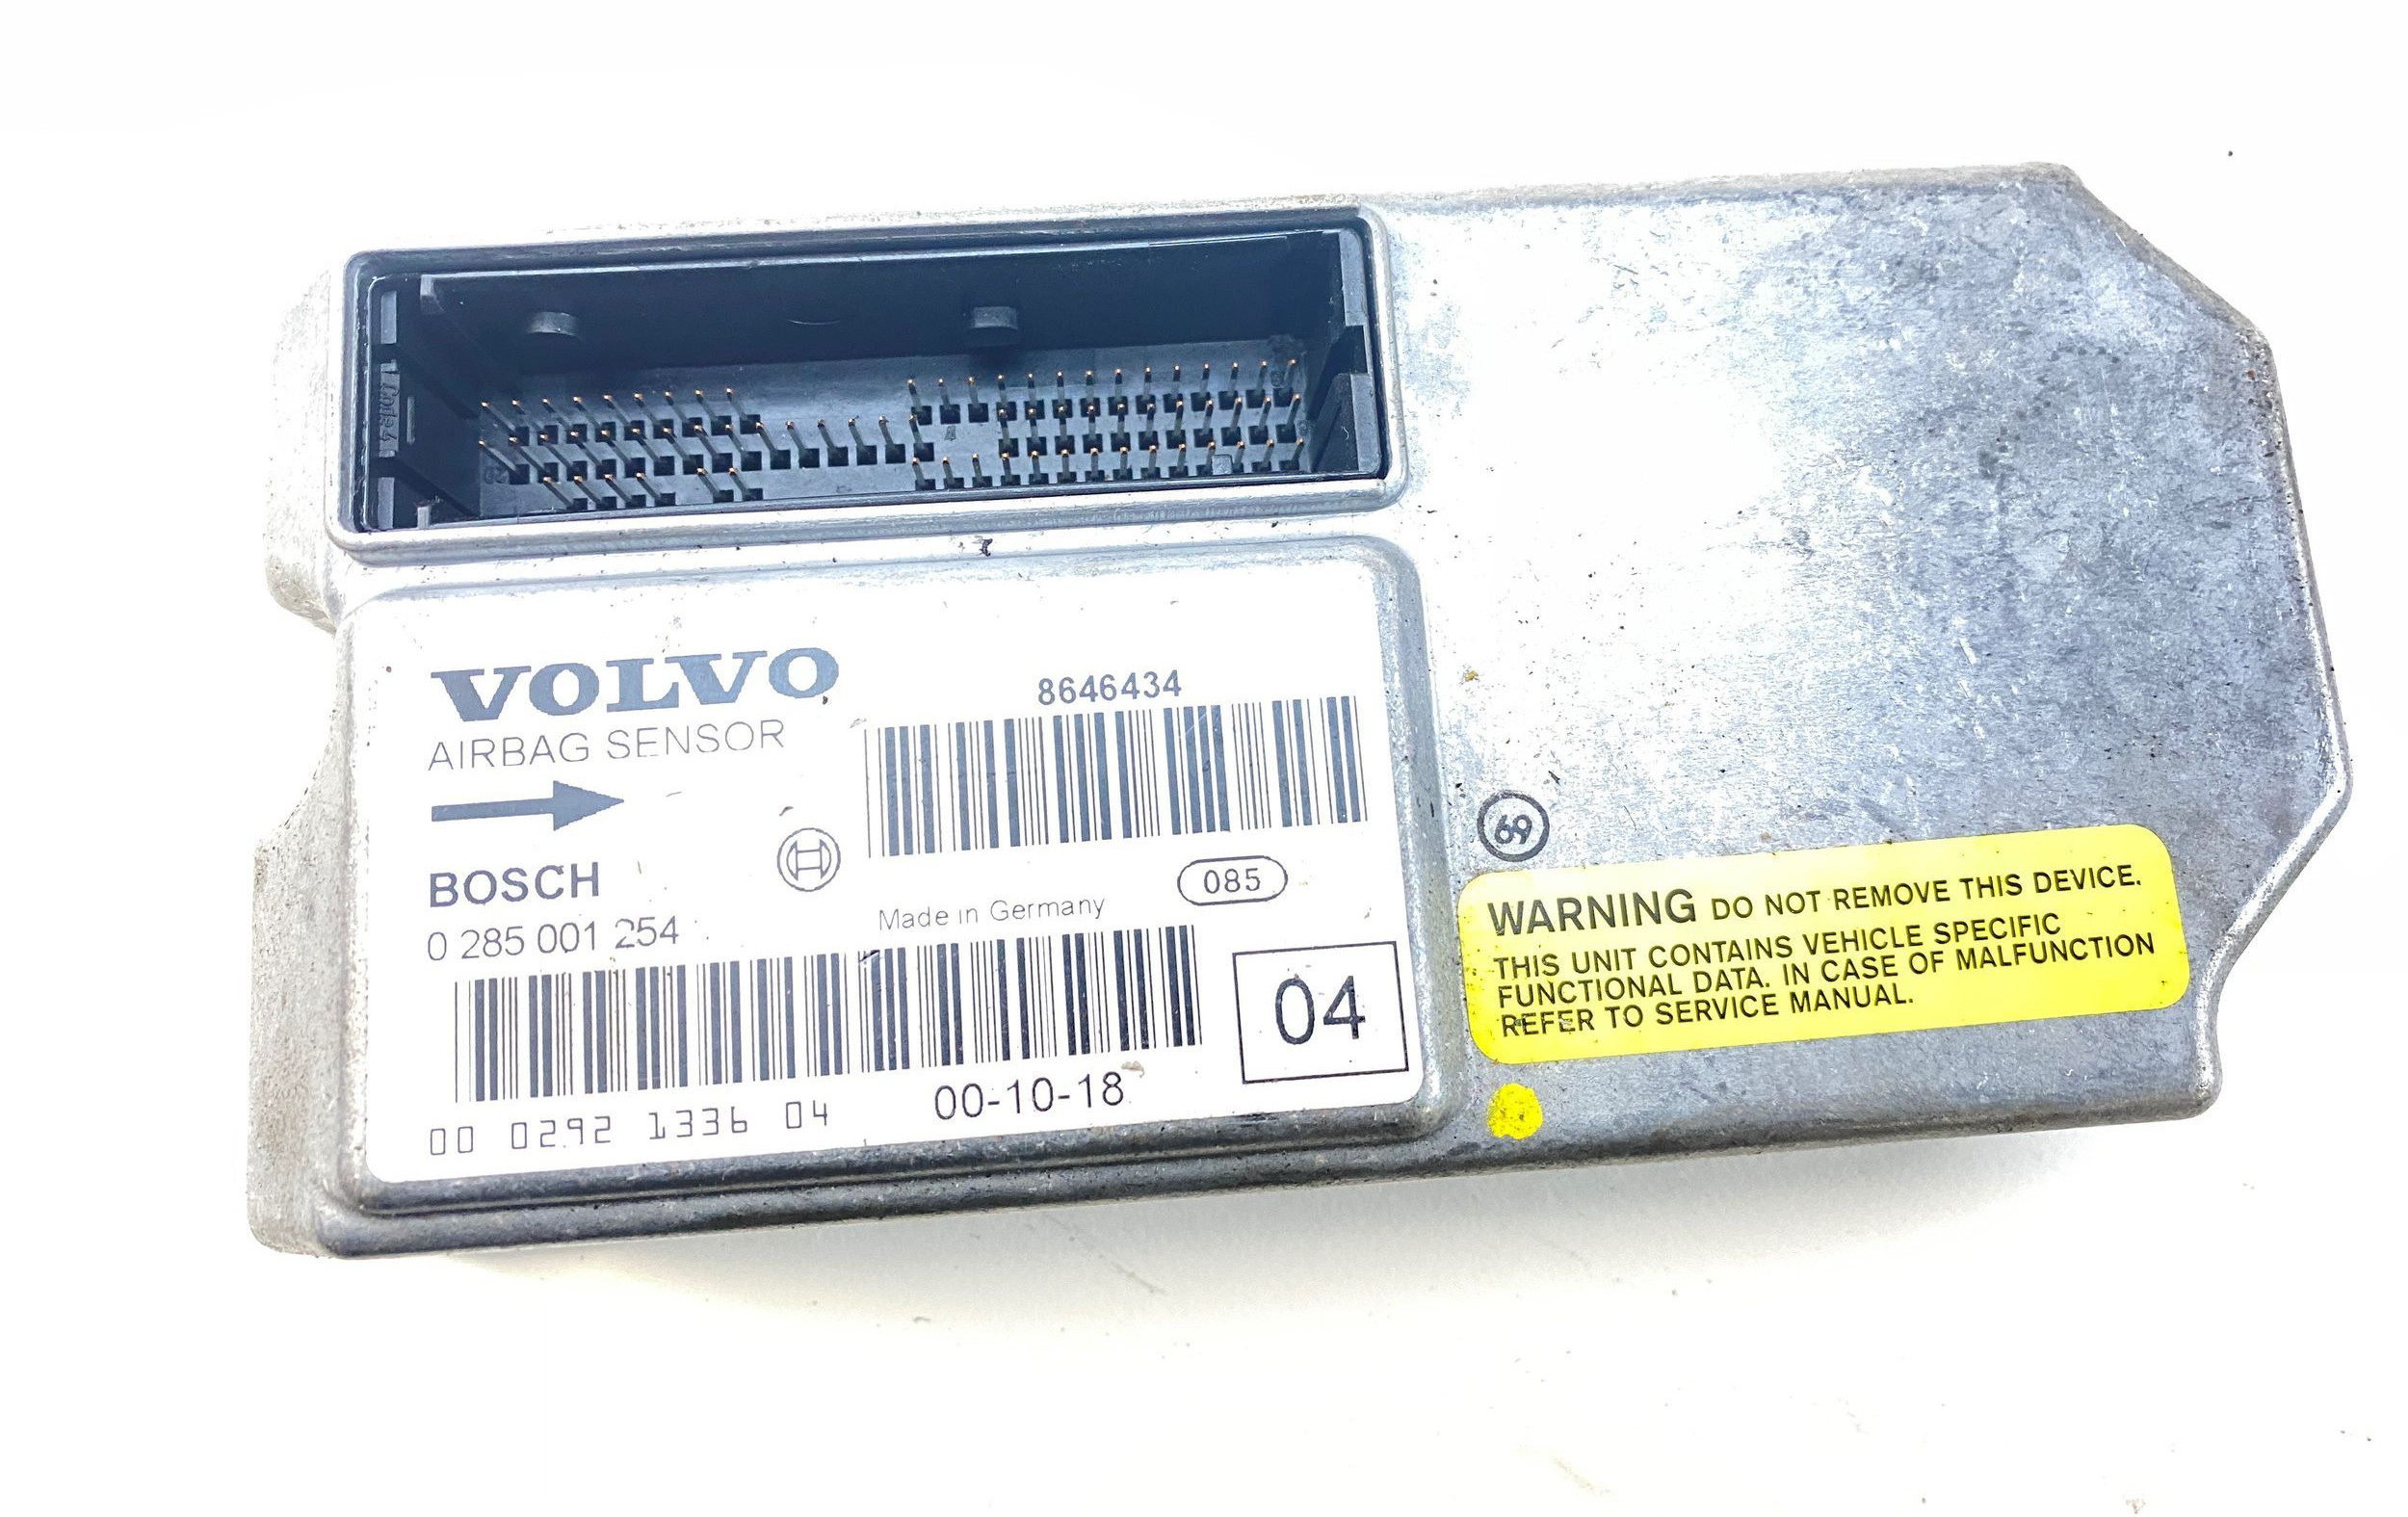 VOLVO
AIRBAG SENSOR
8646434
BOSCH
0 285 001 254
Made in Germany
085
04
00 0292 1336 04
00-10-18
69
WARNING DO NOT REMOVE THIS DEVICE.
THIS UNIT CONTAINS VEHICLE SPECIFIC
FUNCTIONAL DATA. IN CASE OF MALFUNCTION
REFER TO SERVICE MANUAL.